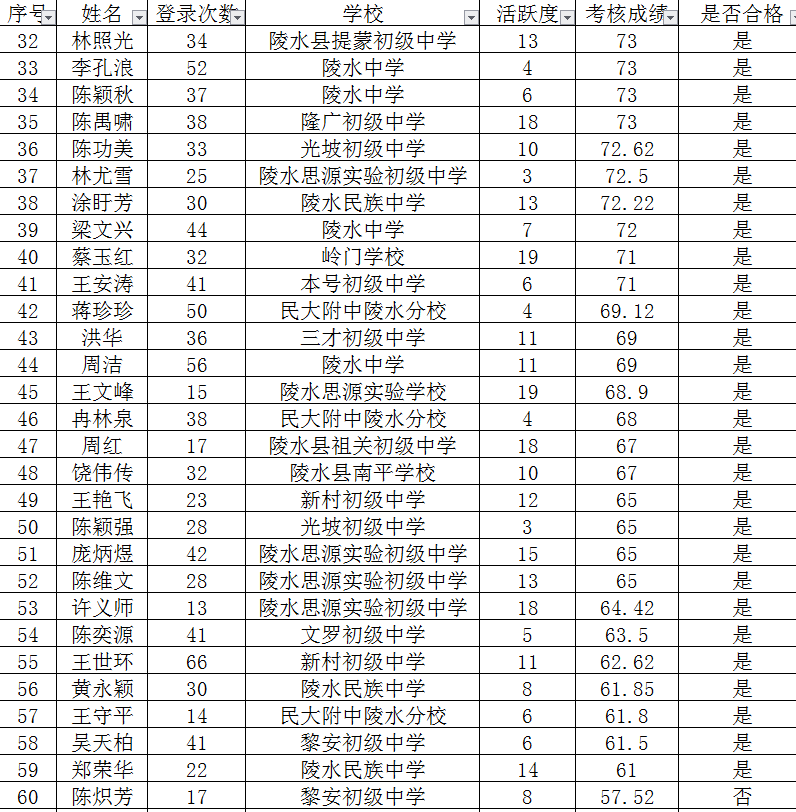 序号 姓名 登录次数 学校 活跃度 考核成绩 是否合格
32 林照光 34 陵水县提蒙初级中学 13 73 是
33 李孔浪 52 陵水中学 4 73 是
34 陈颖秋 37 陵水中学 6 73 是
35 陈禺啸 38 隆广初级中学 18 73 是
36 陈功美 33 光坡初级中学 10 72.62 是
37 林尤雪 25 陵水思源实验初级中学 3 72.5 是
38 涂盱芳 30 陵水民族中学 13 72.22 是
39 梁文兴 44 陵水中学 7 72 是
40 蔡玉红 32 岭门学校 19 71 是
41 王安涛 41 本号初级中学 6 71 是
42 蒋珍珍 50 民大附中陵水分校 4 69.12 是
43 洪华 36 三才初级中学 11 69 是
44 周洁 56 陵水中学 11 69 是
45 王文峰 15 陵水思源实验学校 19 68.9 是
46 冉林泉 38 民大附中陵水分校 4 68 是
47 周红 17 陵水县祖关初级中学 18 67 是
48 饶伟传 32 陵水县南平学校 10 67 是
49 王艳飞 23 新村初级中学 12 65 是
50 陈颖强 28 光坡初级中学 3 65 是
51 庞炳煜 42 陵水思源实验初级中学 15 65 是
52 陈维文 28 陵水思源实验初级中学 13 65 是
53 许义师 13 陵水思源实验初级中学 18 64.42 是
54 陈奕源 41 文罗初级中学 5 63.5 是
55 王世环 66 新村初级中学 11 62.62 是
56 黄永颖 30 陵水民族中学 8 61.85 是
57 王守平 14 民大附中陵水分校 6 61.8 是
58 吴天柏 41 黎安初级中学 6 61.5 是
59 郑荣华 22 陵水民族中学 14 61 是
60 陈炽芳 17 黎安初级中学 8 57.52 否